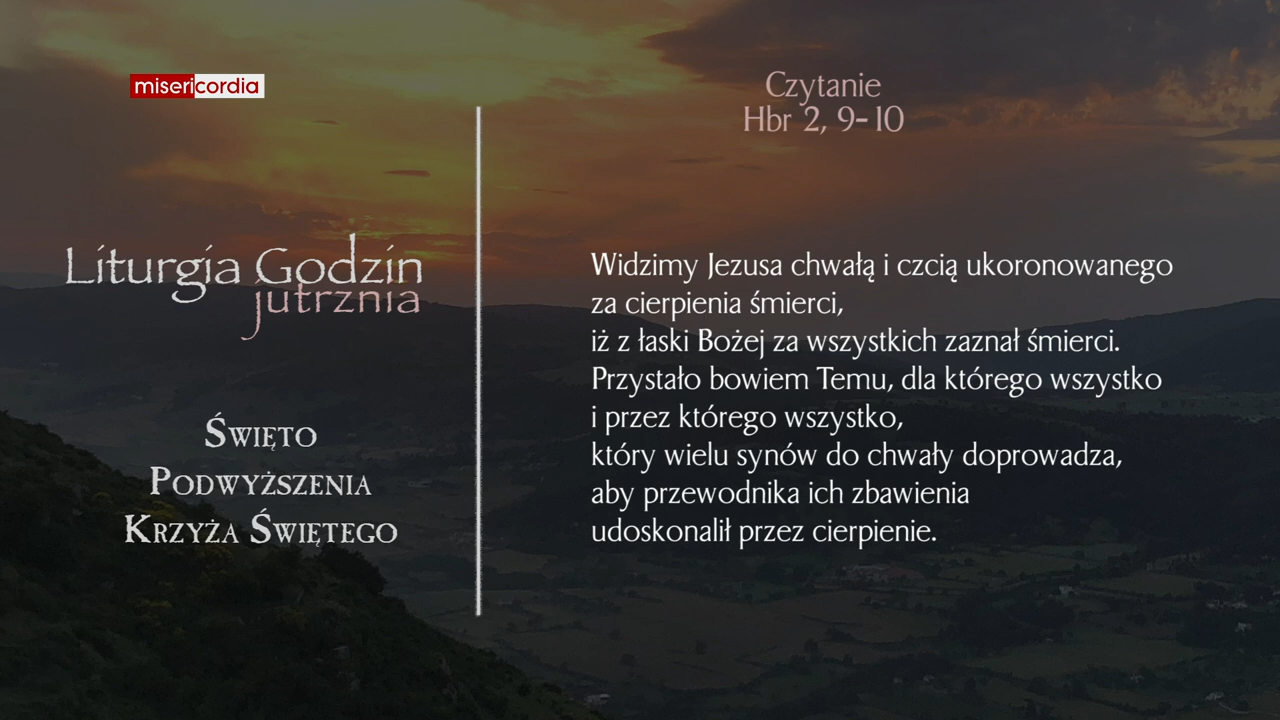 misericordia
Liturgia Godzin
jutrznia
Święto
Podwyższenia
Krzyża Świętego
Czytanie
Hbr 2, 9-10
Widzimy Jezusa chwałą i czcią ukoronowanego
za cierpienia śmierci,
iż z łaski Bożej za wszystkich zaznał śmierci.
Przystało bowiem Temu, dla którego wszystko
i przez którego wszystko,
który wielu synów do chwały doprowadza,
aby przewodnika ich zbawienia
udoskonalił przez cierpienie.